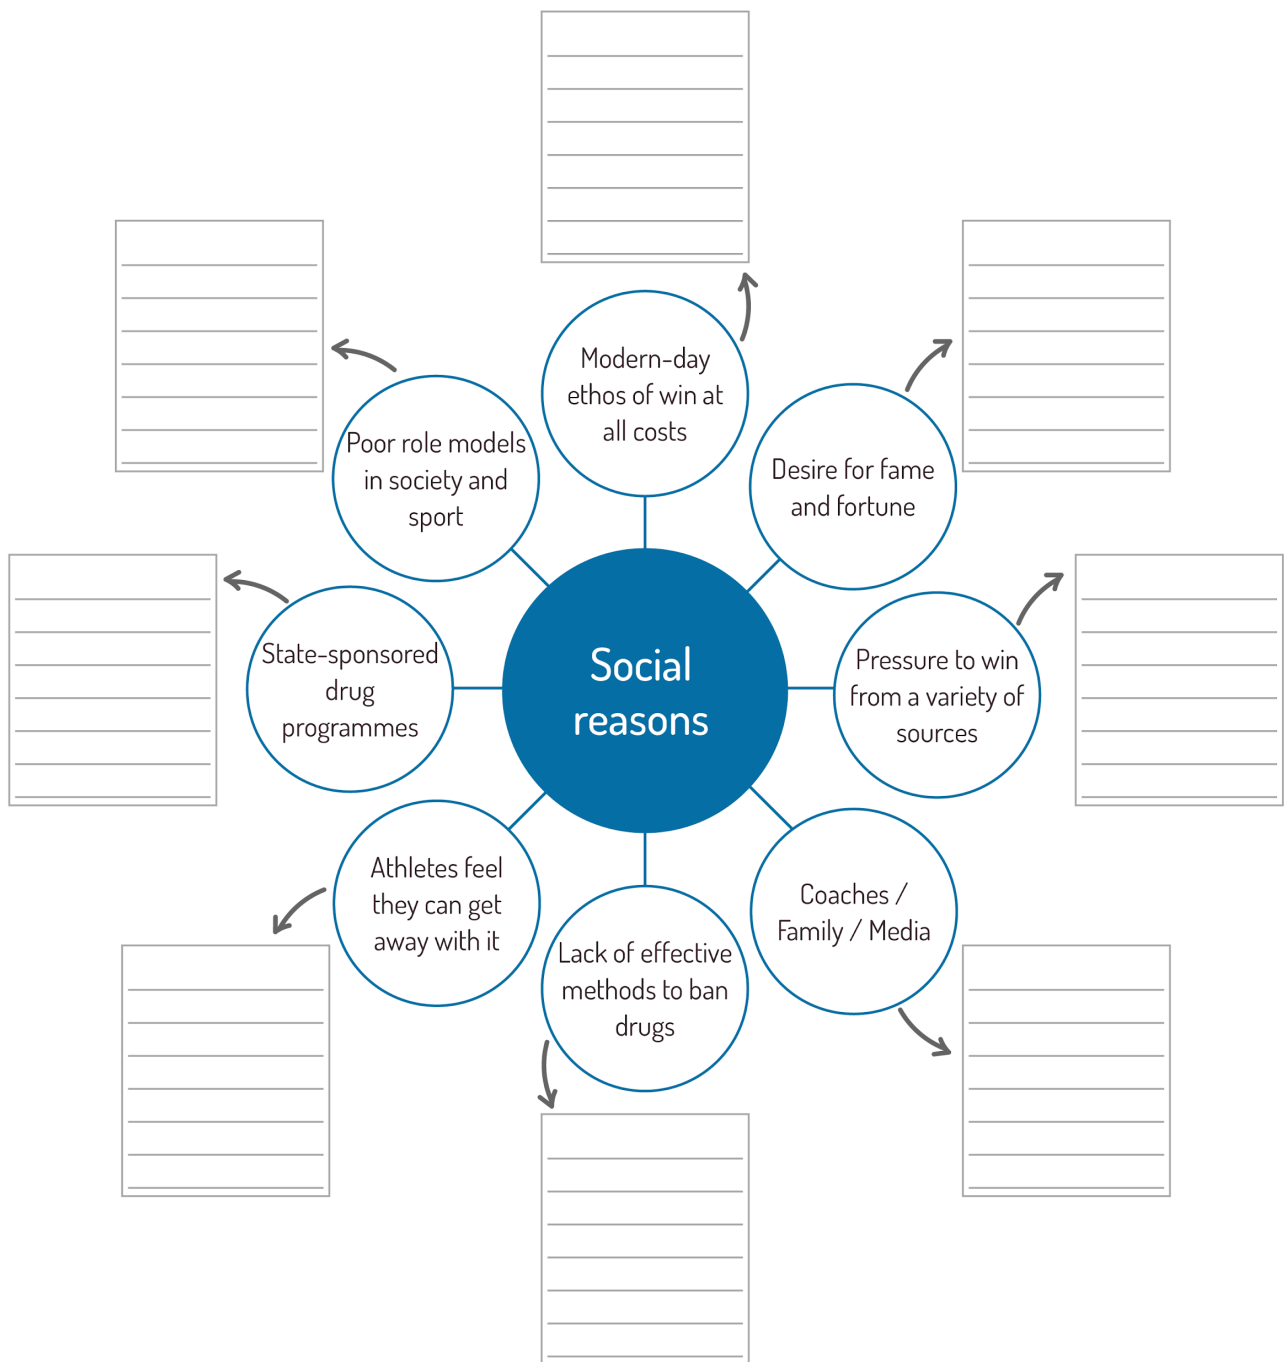 Modern-day
ethos of win at
all costs
Poor role models
in society and
sport
Desire for fame
and fortune
State-sponsored
drug
programmes
Social
reasons
Pressure to win
from a variety of
sources
Athletes feel
they can get
away with it
Coaches /
Family / Media
Lack of effective
methods to ban
drugs